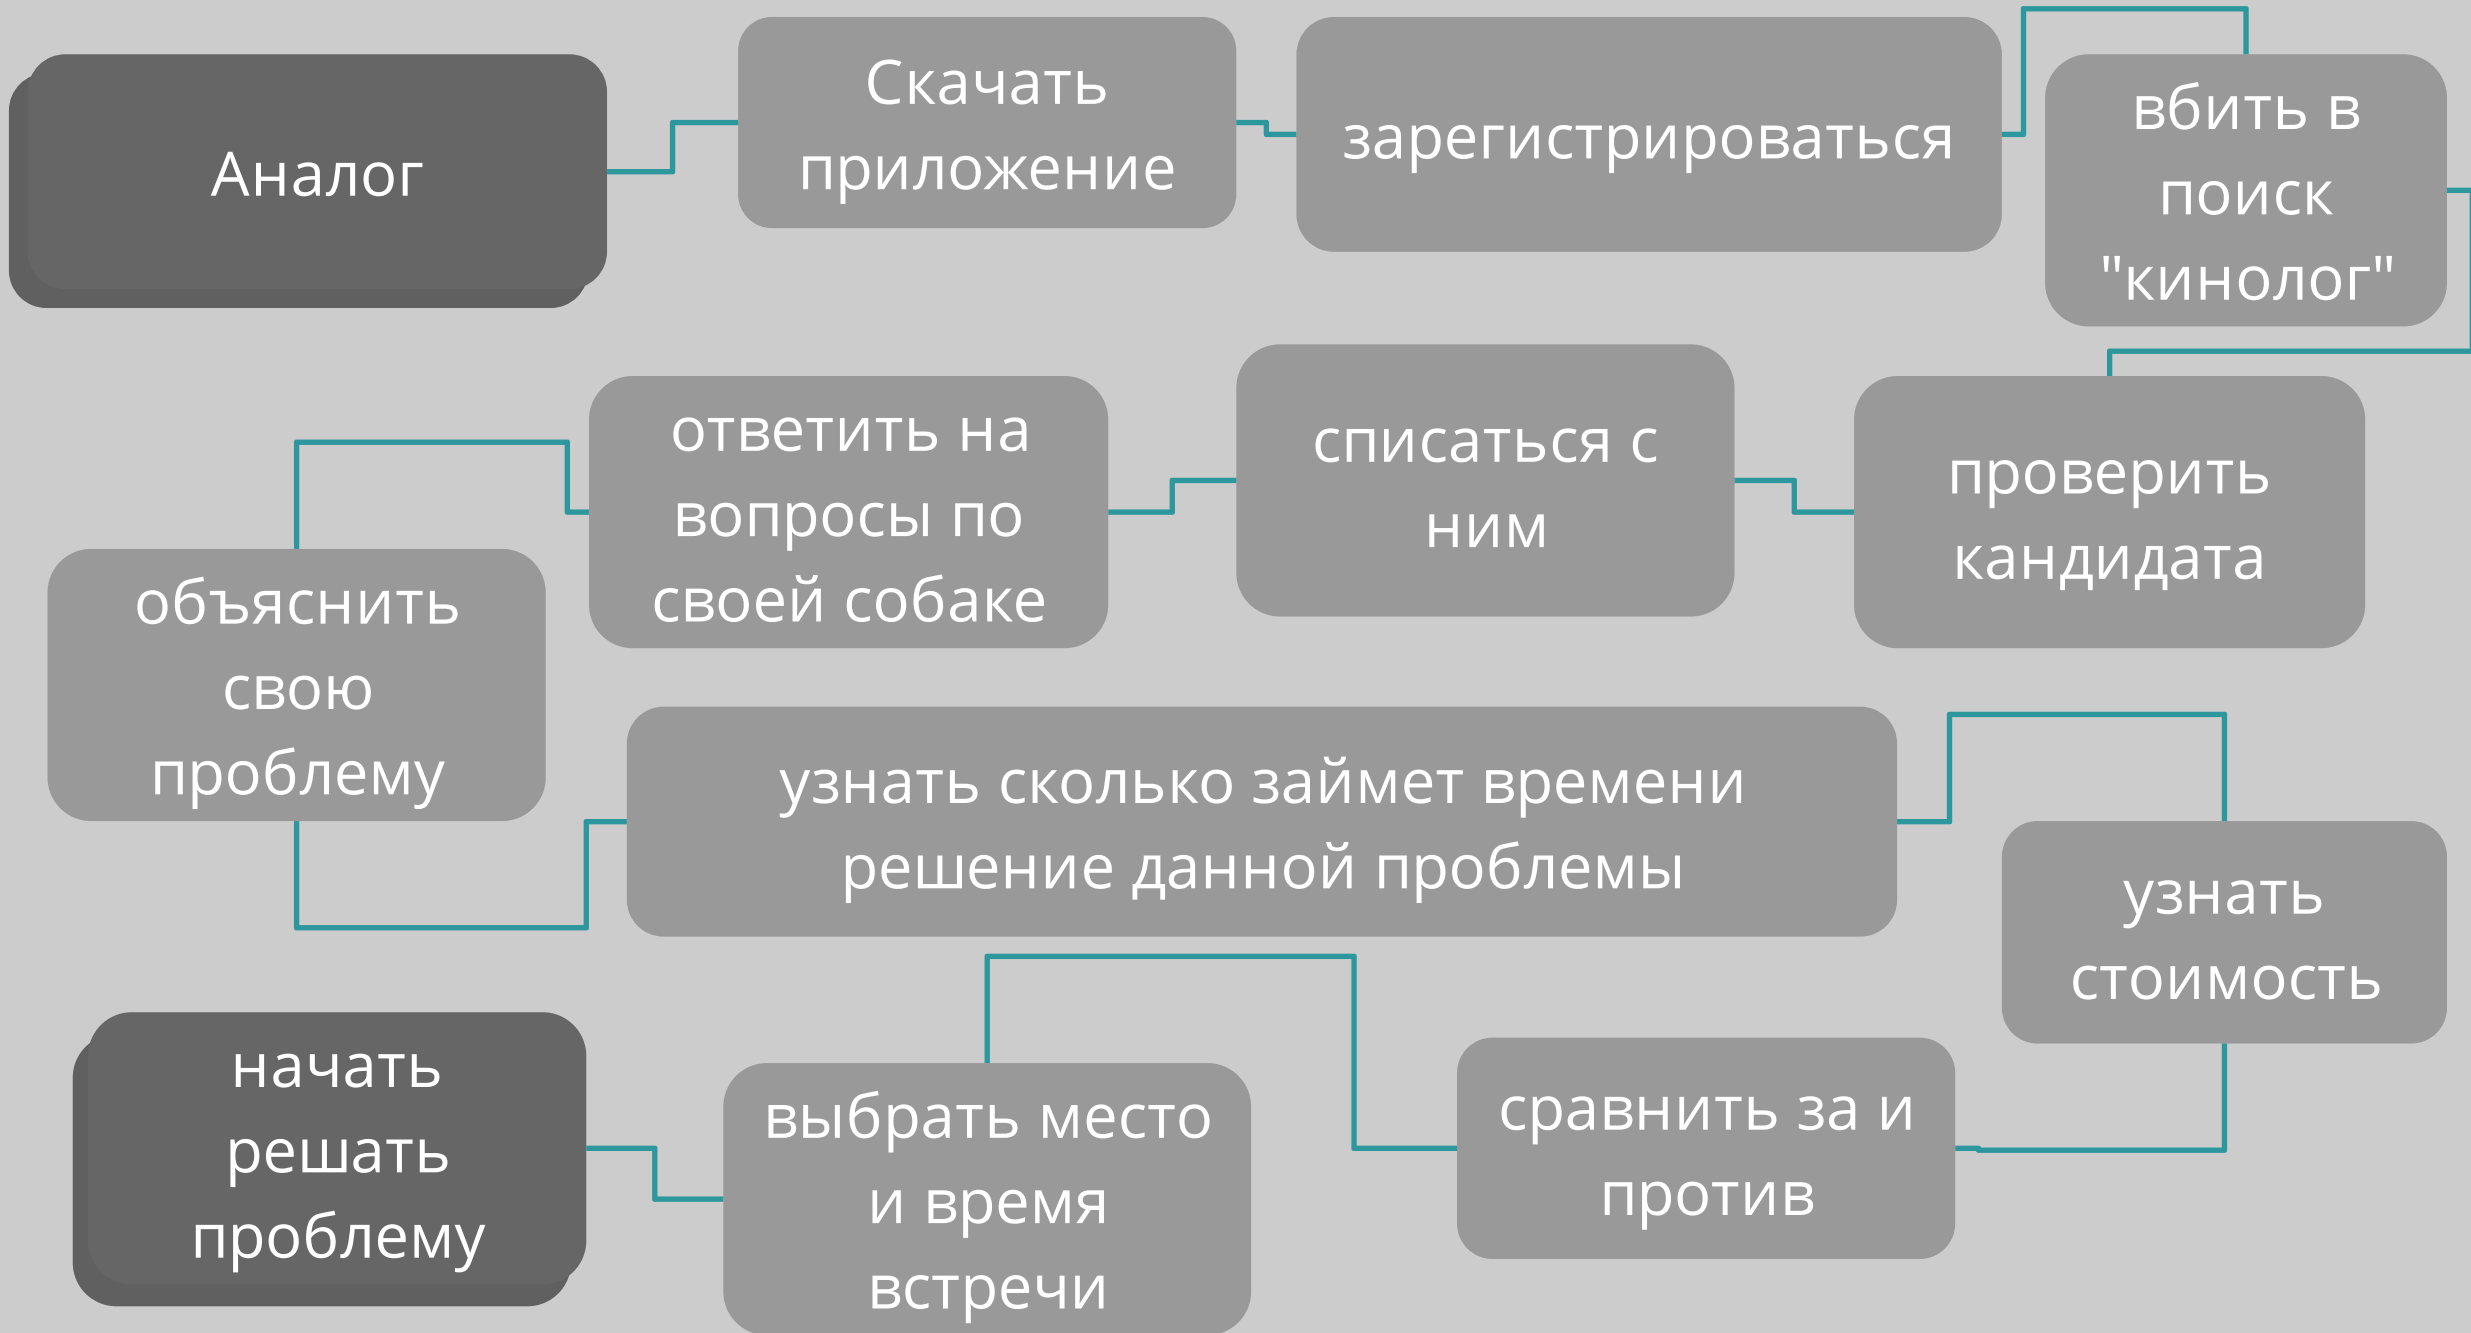 Аналог
Скачать
приложение
зарегистрироваться
вбить в
поиск
"кинолог"
проверить
кандидата
списаться с
ним
ответить на
вопросы по
своей собаке
объяснить
свою
проблему
узнать сколько займет времени
решение данной проблемы
узнать
стоимость
сравнить за и
против
выбрать место
и время
встречи
начать
решать
проблему